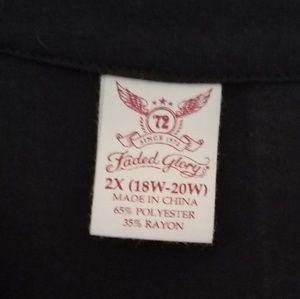 72
SINCE 1972
Faded Glory
2X (18W-20W)
MADE IN CHINA
65% POLYESTER
35% RAYON